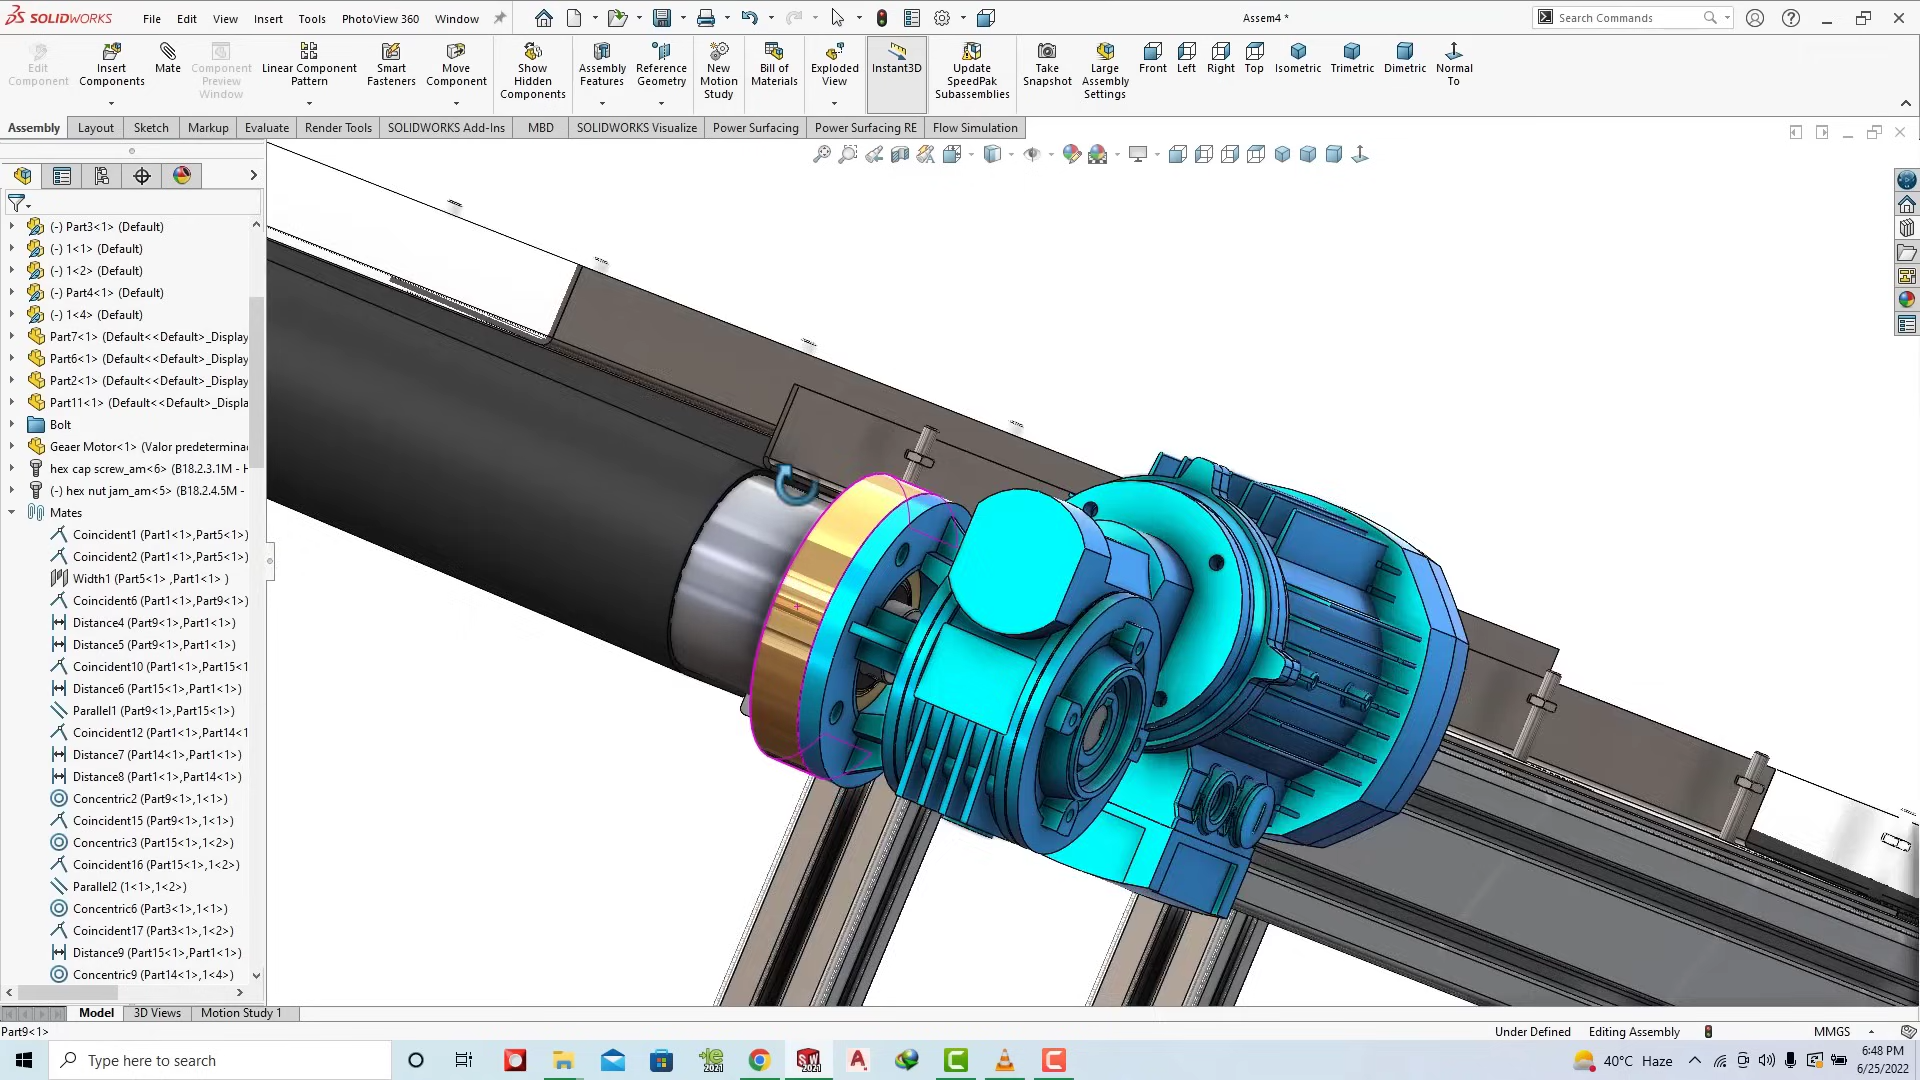 SOLIDWORKS
File
Edit
View
Insert
Tools
PhotoView 360
Window
Assem4 *
Search Commands
Edit Component
Insert Components
Mate
Component Preview Window
Linear Component Pattern
Smart Fasteners
Move Component
Show Hidden Components
Assembly Features
Reference Geometry
New Motion Study
Bill of Materials
Exploded View
Instant3D
Update SpeedPak Subassemblies
Take Snapshot
Large Assembly Settings
Front
Left
Right
Top
Isometric
Trimetric
Dimetric
Normal To
Assembly
Layout
Sketch
Markup
Evaluate
Render Tools
SOLIDWORKS Add-Ins
MBD
SOLIDWORKS Visualize
Power Surfacing
Power Surfacing RE
Flow Simulation
(-) Part3<1> (Default)
(-) 1<1> (Default)
(-) 1<2> (Default)
(-) Part4<1> (Default)
(-) 1<4> (Default)
Part7<1> (Default<<Default>_Display
Part6<1> (Default<<Default>_Display
Part2<1> (Default<<Default>_Display
Part11<1> (Default<<Default>_Displa
Bolt
Geaer Motor<1> (Valor predeterminac
hex cap screw_am<6> (B18.2.3.1M - H
(-) hex nut jam_am<5> (B18.2.4.5M -
Mates
Coincident1 (Part1<1>,Part5<1>)
Coincident2 (Part1<1>,Part5<1>)
Width1 (Part5<1> ,Part1<1> )
Coincident6 (Part1<1>,Part9<1>)
Distance4 (Part9<1>,Part1<1>)
Distance5 (Part9<1>,Part1<1>)
Coincident10 (Part1<1>,Part15<1
Distance6 (Part15<1>,Part1<1>)
Parallel1 (Part9<1>,Part15<1>)
Coincident12 (Part1<1>,Part14<1
Distance7 (Part14<1>,Part1<1>)
Distance8 (Part1<1>,Part14<1>)
Concentric2 (Part9<1>,1<1>)
Coincident15 (Part9<1>,1<1>)
Concentric3 (Part15<1>,1<2>)
Coincident16 (Part15<1>,1<2>)
Parallel2 (1<1>,1<2>)
Concentric6 (Part3<1>,1<1>)
Coincident17 (Part3<1>,1<2>)
Distance9 (Part15<1>,Part1<1>)
Concentric9 (Part14<1>,1<4>)
Model
3D Views
Motion Study 1
Part9<1>
Under Defined
Editing Assembly
MMGS
Type here to search
40°C Haze
6:48 PM
6/25/2022